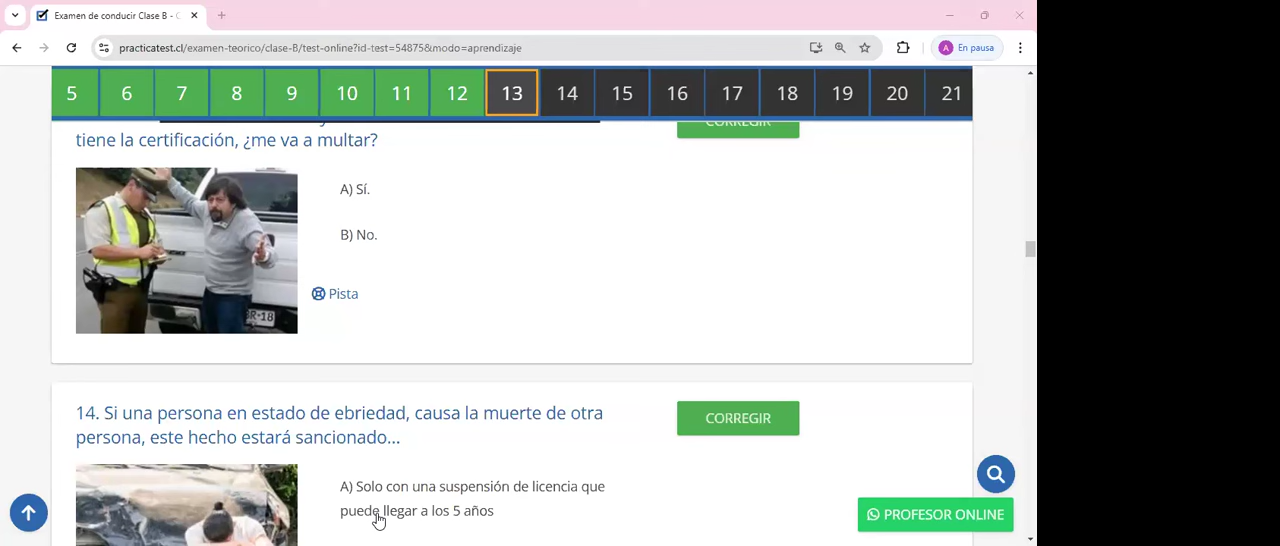 Examen de conducir Clase B - C
practicatest.cl/examen-teorico/clase-B/test-online?id-test=54875&modo=aprendizaje
A
En pausa
5 6 7 8 9 10 11 12 13 14 15 16 17 18 19 20 21
CORREGIR
tiene la certificación, ¿me va a multar?
A) Sí.
B) No.
Pista
14. Si una persona en estado de ebriedad, causa la muerte de otra
persona, este hecho estará sancionado...
CORREGIR
A) Solo con una suspensión de licencia que
puede llegar a los 5 años
PROFESOR ONLINE